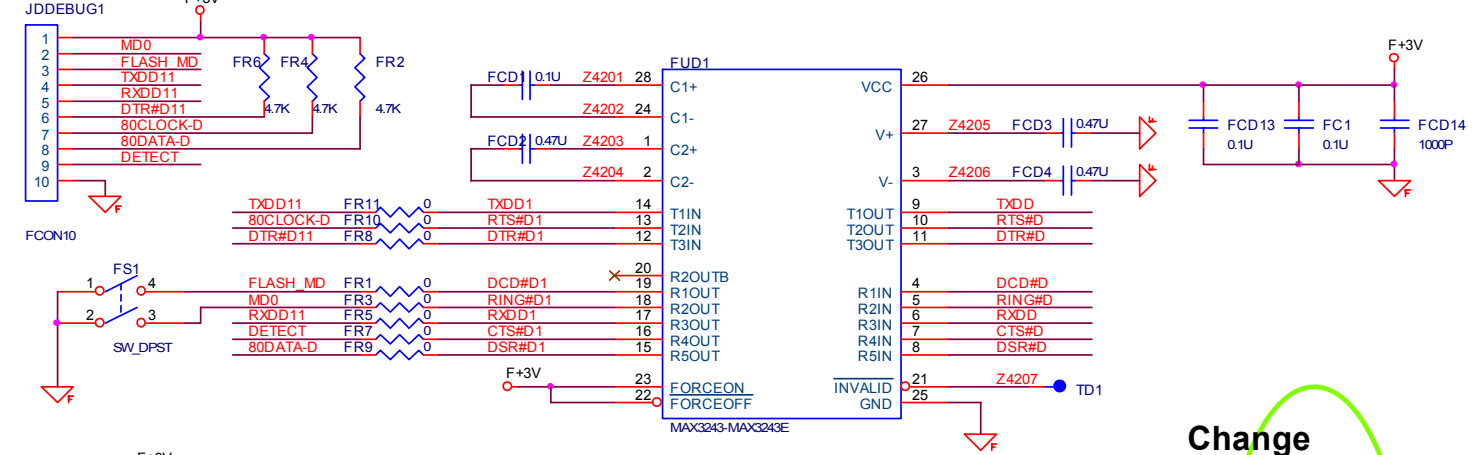 JDDEBUG1
F+3V
1
2 MD0
3 FLASH_MD
4 TXDD11
5 RXDD11
6 DTR#D11
7 80CLOCK-D
8 80DATA-D
9 DETECT
10
FCON10
FR6 FR4 FR2
4.7K 4.7K 4.7K
F
FS1
1 4
2 3
SW_DPST
F
FCD1 0.1U Z4201 28 C1+
Z4202 24 C1-
FCD2 0.47U Z4203 1 C2+
Z4204 2 C2-
TXDD11 FR11 0 TXDD1 14 T1IN
80CLOCK-D FR10 0 RTS#D1 13 T2IN
DTR#D11 FR8 0 DTR#D1 12 T3IN
20 R2OUTB
FLASH_MD FR1 0 DCD#D1 19 R1OUT
MD0 FR3 0 RING#D1 18 R2OUT
RXDD11 FR5 0 RXDD1 17 R3OUT
DETECT FR7 0 CTS#D1 16 R4OUT
80DATA-D FR9 0 DSR#D1 15 R5OUT
F+3V
23 FORCEON
22 FORCEOFF
FUD1
MAX3243-MAX3243E
VCC 26
V+ 27 Z4205 FCD3 0.47U F
V- 3 Z4206 FCD4 0.47U F
T1OUT 9 TXDD
T2OUT 10 RTS#D
T3OUT 11 DTR#D
R1IN 4 DCD#D
R2IN 5 RING#D
R3IN 6 RXDD
R4IN 7 CTS#D
R5IN 8 DSR#D
INVALID 21 Z4207 TD1
GND 25
F
F+3V
FCD13 FC1 FCD14
0.1U 0.1U 1000P
F
Change